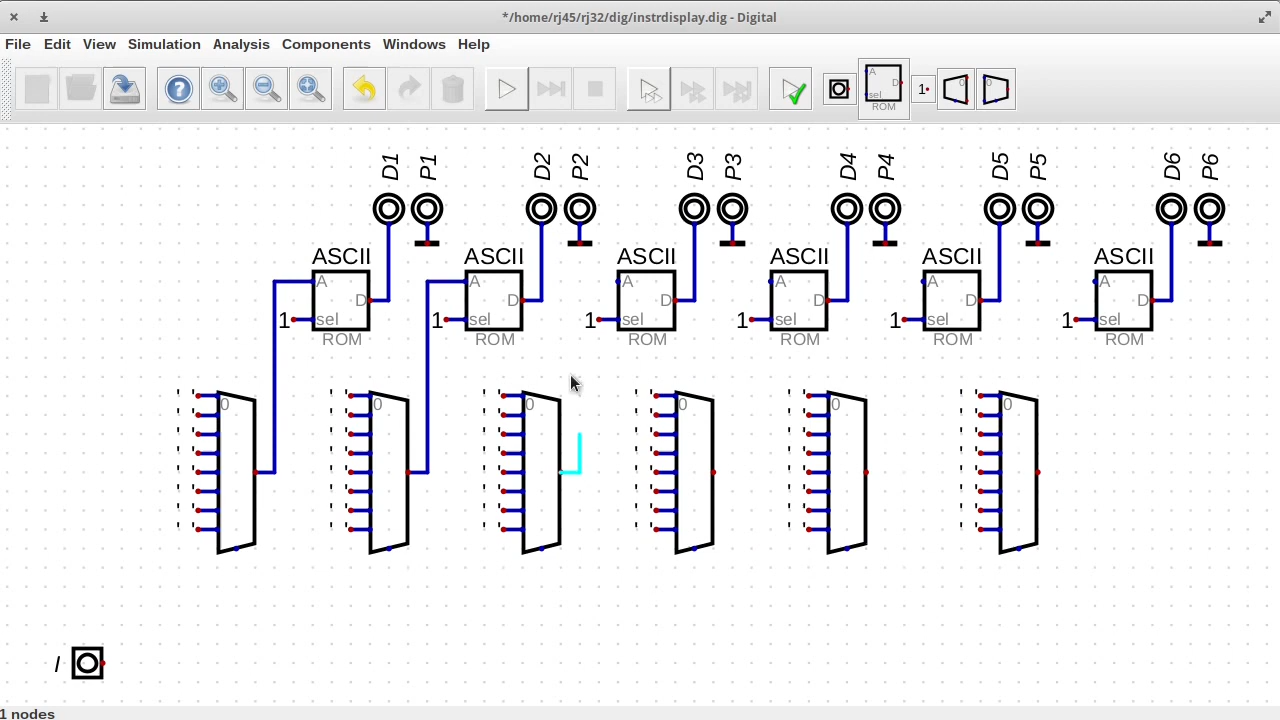 */home/rj45/rj32/dig/instrdisplay.dig - Digital
File Edit View Simulation Analysis Components Windows Help
A D sel ROM 1 0 0
D1 P1 D2 P2 D3 P3 D4 P4 D5 P5 D6 P6
ASCII ASCII ASCII ASCII ASCII ASCII
A A A A A A
D D D D D D
1 sel 1 sel 1 sel 1 sel 1 sel 1 sel
ROM ROM ROM ROM ROM ROM
0 0 0 0 0 0
I
1 nodes